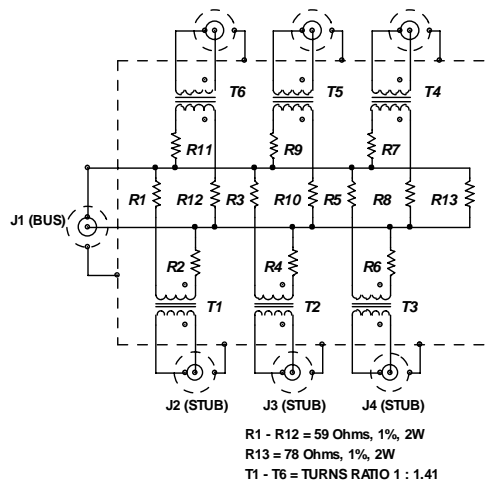 T6 T5 T4
R11 R9 R7
R1 R12 R3 R10 R5 R8 R13
J1 (BUS)
R2 R4 R6
T1 T2 T3
J2 (STUB) J3 (STUB) J4 (STUB)
R1 - R12 = 59 Ohms, 1%, 2W
R13 = 78 Ohms, 1%, 2W
T1 - T6 = TURNS RATIO 1 : 1.41